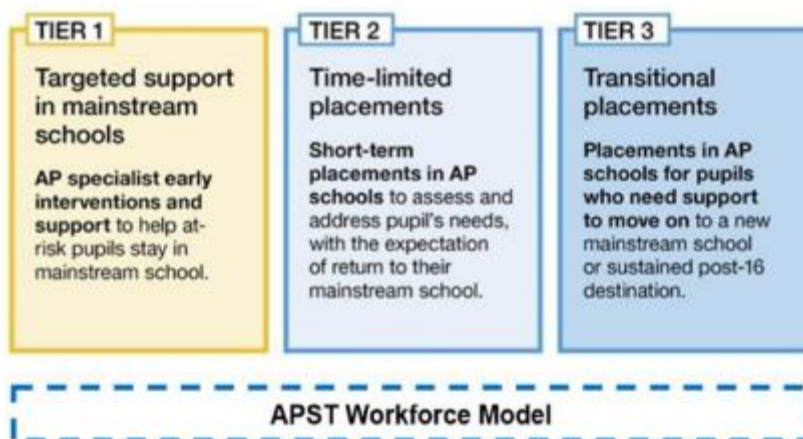 TIER 1
Targeted support
in mainstream
schools
AP specialist early
interventions and
support to help at-
risk pupils stay in
mainstream school.
TIER 2
Time-limited
placements
Short-term
placements in AP
schools to assess and
address pupil's needs,
with the expectation
of return to their
mainstream school.
TIER 3
Transitional
placements
Placements in AP
schools for pupils
who need support
to move on to a new
mainstream school
or sustained post-16
destination.
APST Workforce Model